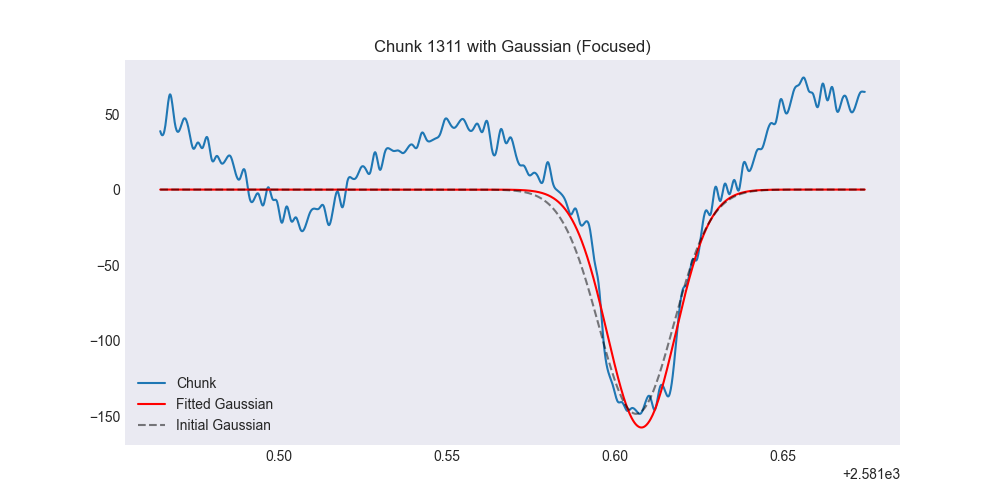 Chunk 1311 with Gaussian (Focused)
50
0
−50
−100
−150
Chunk
Fitted Gaussian
Initial Gaussian
0.50 0.55 0.60 0.65
+2.581e3